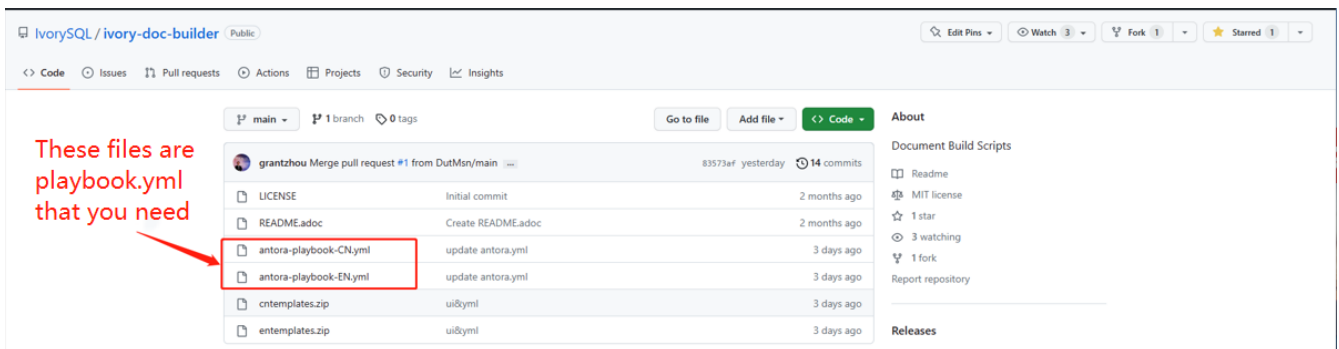 IvorySQL / ivory-doc-builder Public
Edit Pins Watch 3 Fork 1 Starred 1
Code Issues Pull requests Actions Projects Security Insights
main 1 branch 0 tags Go to file Add file Code
These files are
playbook.yml
that you need
grantzhou Merge pull request #1 from DutMsn/main ... 83573ef yesterday 14 commits
LICENSE Initial commit 2 months ago
README.adoc Create README.adoc 2 months ago
antora-playbook-CN.yml update antora.yml 3 days ago
antora-playbook-EN.yml update antora.yml 3 days ago
cntemplates.zip ui&yml 3 days ago
entemplates.zip ui&yml 3 days ago
About
Document Build Scripts
Readme
MIT license
1 star
3 watching
1 fork
Report repository
Releases